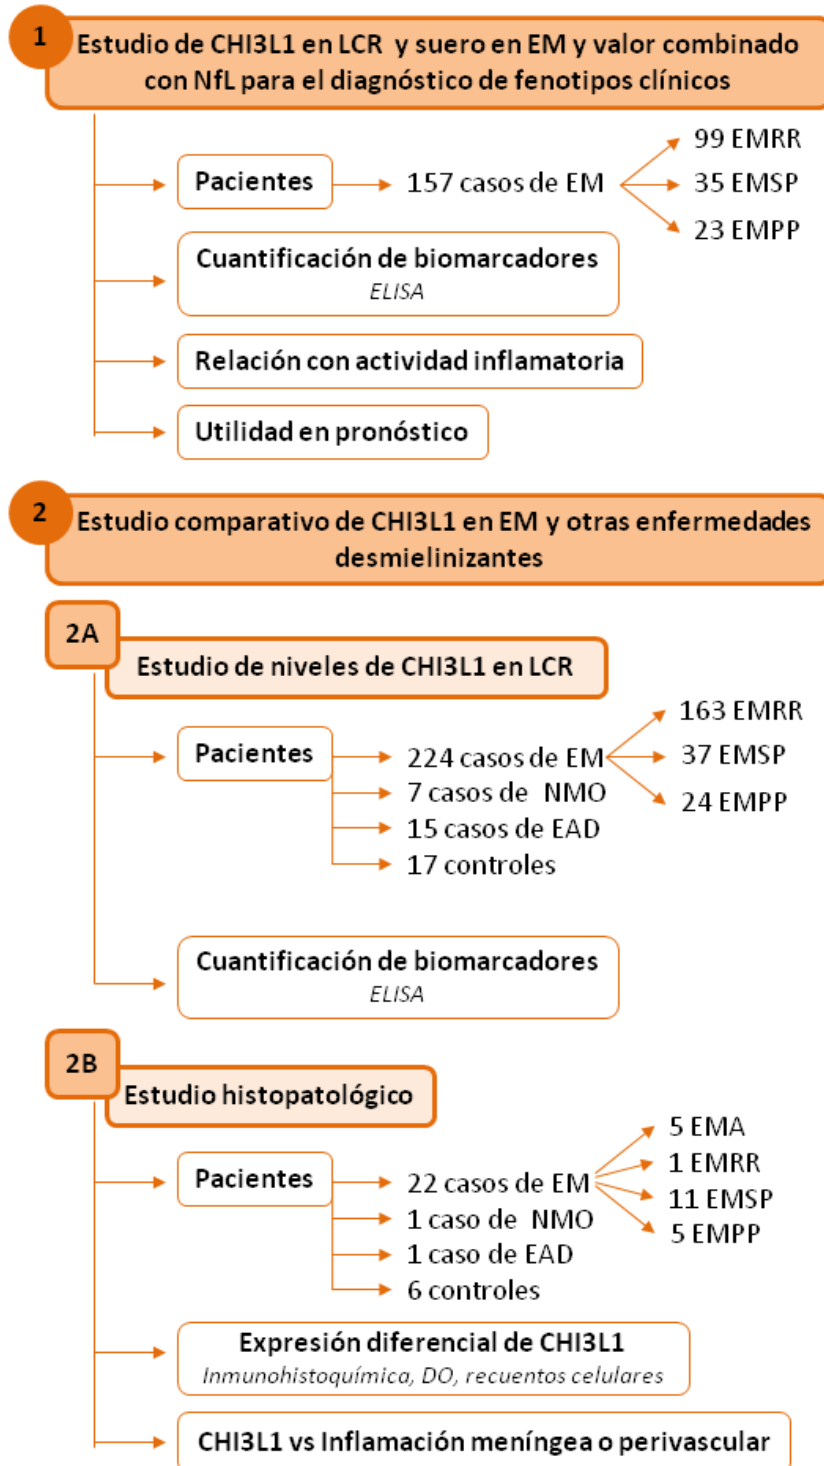 1
Estudio de CHI3L1 en LCR y suero en EM y valor combinado
con NfL para el diagnóstico de fenotipos clínicos
Pacientes
157 casos de EM
99 EMRR
35 EMSP
23 EMPP
Cuantificación de biomarcadores
ELISA
Relación con actividad inflamatoria
Utilidad en pronóstico
2
Estudio comparativo de CHI3L1 en EM y otras enfermedades
desmielinizantes
2A
Estudio de niveles de CHI3L1 en LCR
Pacientes
224 casos de EM
7 casos de NMO
15 casos de EAD
17 controles
163 EMRR
37 EMSP
24 EMPP
Cuantificación de biomarcadores
ELISA
2B
Estudio histopatológico
Pacientes
22 casos de EM
1 caso de NMO
1 caso de EAD
6 controles
5 EMA
1 EMRR
11 EMSP
5 EMPP
Expresión diferencial de CHI3L1
Inmunohistoquímica, DO, recuentos celulares
CHI3L1 vs Inflamación meníngea o perivascular